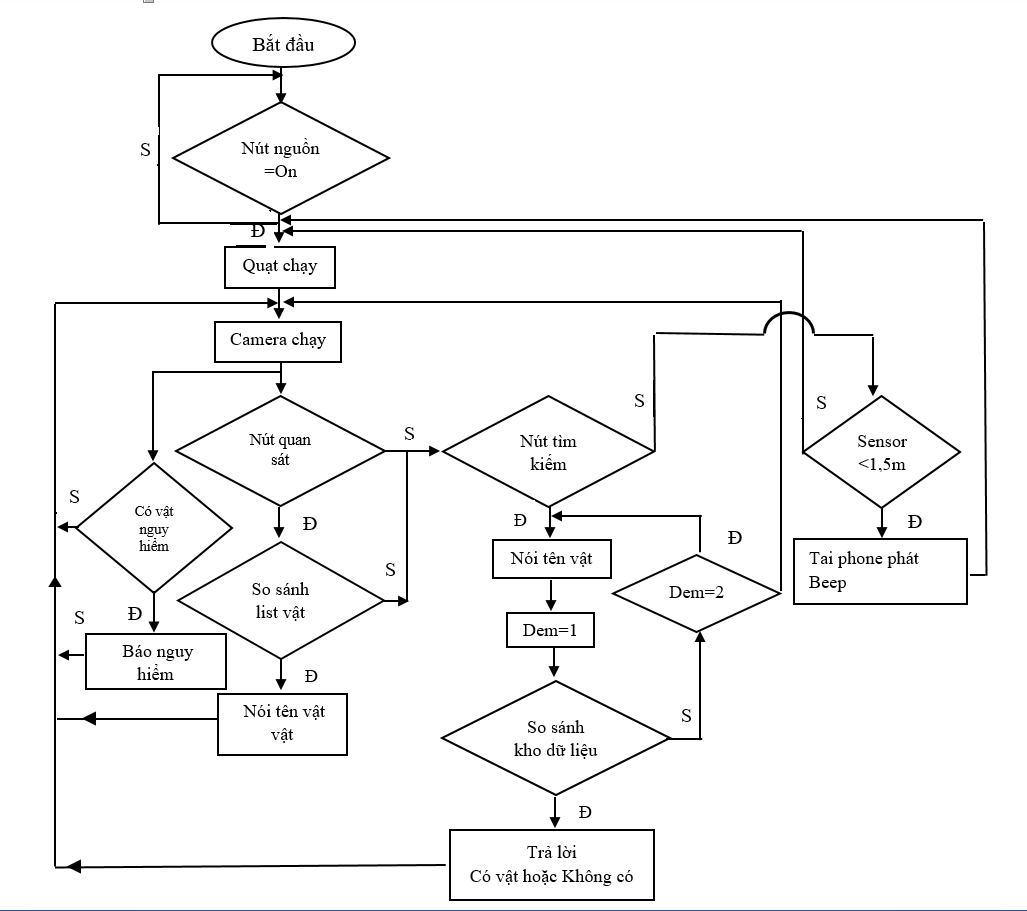 Bắt đầu
S
Nút nguồn
=On
Đ
Quạt chạy
Camera chạy
Nút quan
sát
S
Nút tìm
kiếm
S
S
Sensor
<1,5m
S
Có vật
nguy
hiểm
Đ
Đ
Đ
Tai phone phát
Beep
Nói tên vật
Đ
Dem=2
So sánh
list vật
S
S
Đ
Báo nguy
hiểm
Dem=1
Đ
Nói tên vật
vật
So sánh
kho dữ liệu
S
Đ
Trả lời
Có vật hoặc Không có